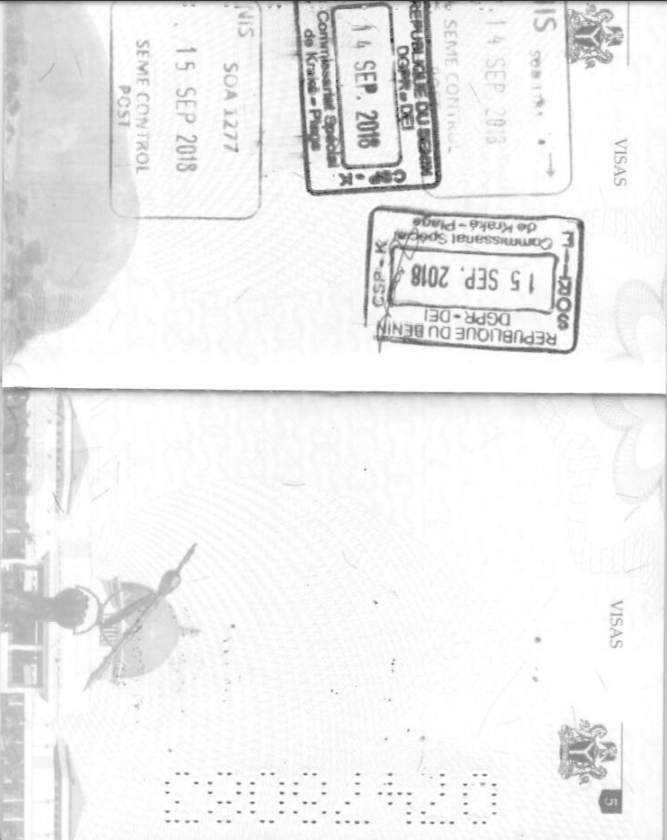 VISAS
NIS
14 SEP 2018
SEME CONTROL
REPUBLIQUE DU BENIN
DGPR - DEI
14 SEP. 2018
Commissariat Spécial
de Kraké - Plage
CSP - K
NIS
SOA 1277
15 SEP 2018
SEME CONTROL
POST
REPUBLIQUE DU BENIN
DGPR - DEI
15 SEP. 2018
Commissariat Spécial
de Kraké - Plage
CSP - K
VISAS
5